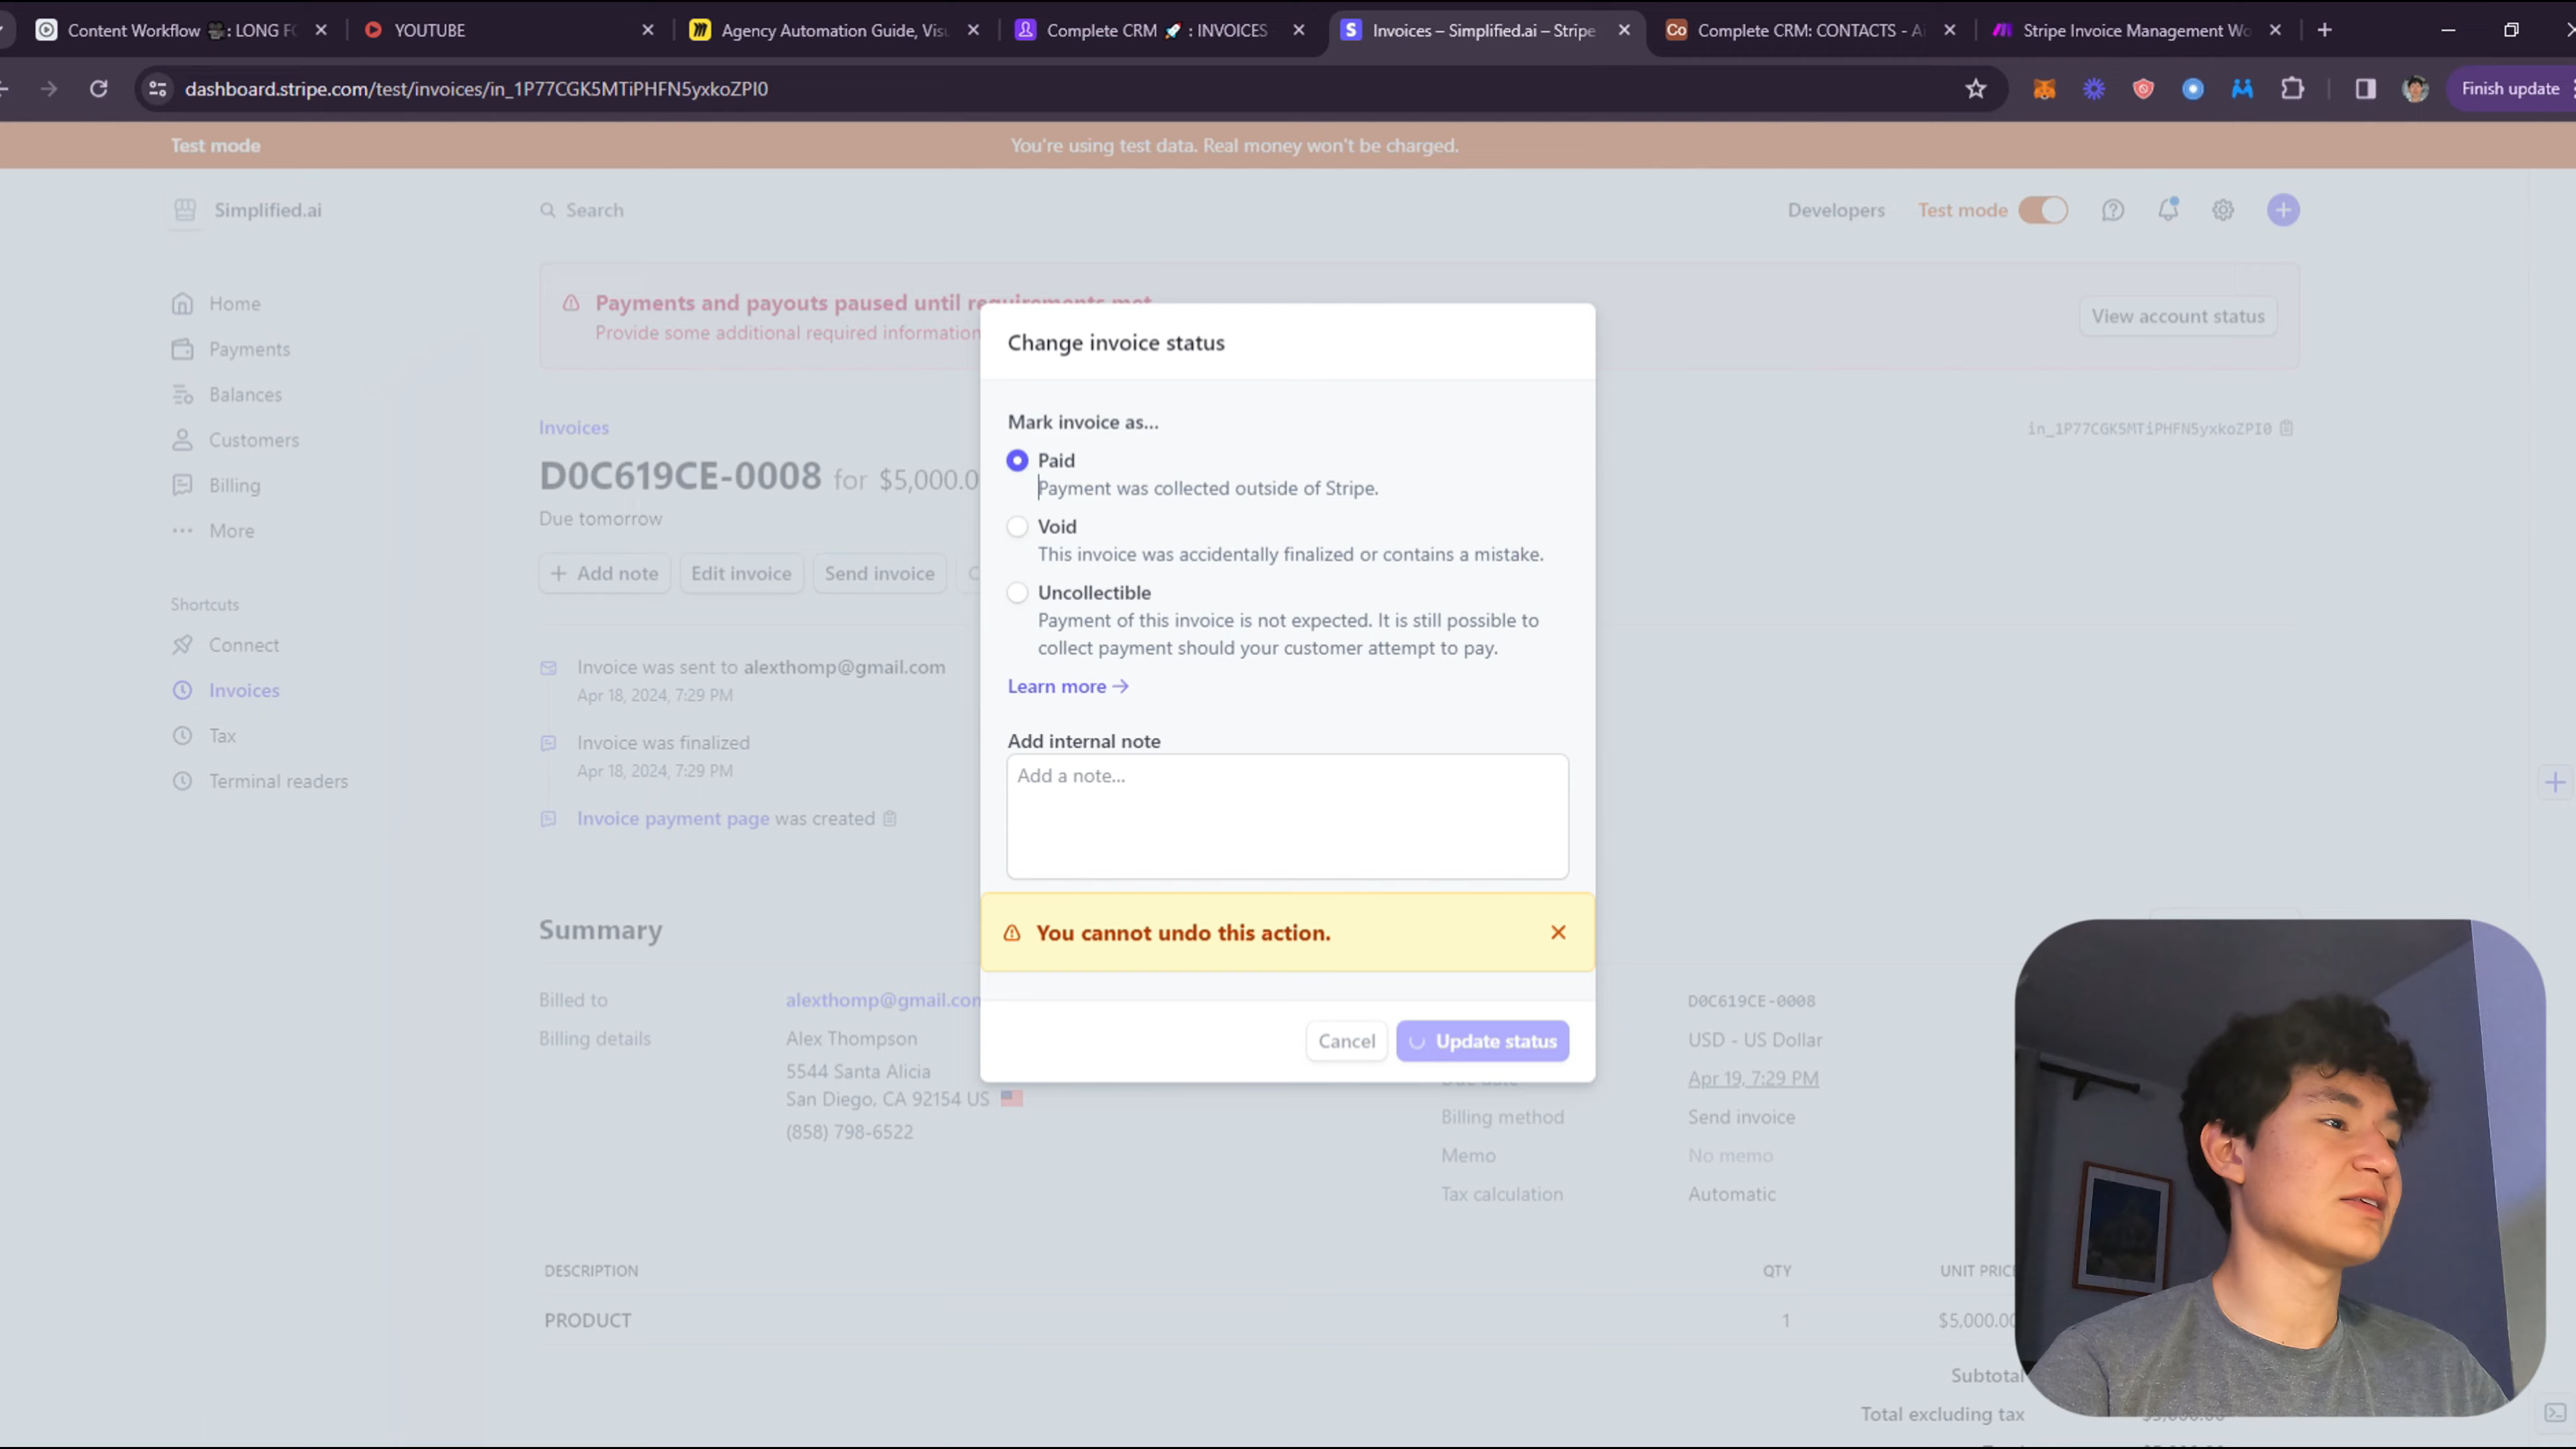 Content Workflow 🎥: LONG FO
YOUTUBE
Agency Automation Guide, Visu
Complete CRM 🚀 : INVOICES
Invoices – Simplified.ai – Stripe
Complete CRM: CONTACTS - Ai
Stripe Invoice Management Wo
dashboard.stripe.com/test/invoices/in_1P77CGK5MTiPHFN5yxkoZPI0
Finish update
Test mode
You're using test data. Real money won't be charged.
Simplified.ai
Search
Developers
Test mode
Home
Payments
Balances
Customers
Billing
More
Shortcuts
Connect
Invoices
Tax
Terminal readers
Payments and payouts paused until requirements met
Provide some additional required information
View account status
Invoices
in_1P77CGK5MTiPHFN5yxkoZPI0
D0C619CE-0008 for $5,000.0
Due tomorrow
Add note
Edit invoice
Send invoice
Invoice was sent to alexthomp@gmail.com
Apr 18, 2024, 7:29 PM
Invoice was finalized
Apr 18, 2024, 7:29 PM
Invoice payment page was created
Change invoice status
Mark invoice as...
Paid
Payment was collected outside of Stripe.
Void
This invoice was accidentally finalized or contains a mistake.
Uncollectible
Payment of this invoice is not expected. It is still possible to
collect payment should your customer attempt to pay.
Learn more →
Add internal note
Add a note...
You cannot undo this action.
Cancel
Update status
Summary
Billed to
alexthomp@gmail.com
Billing details
Alex Thompson
5544 Santa Alicia
San Diego, CA 92154 US
(858) 798-6522
D0C619CE-0008
USD - US Dollar
Due date
Apr 19, 7:29 PM
Billing method
Send invoice
Memo
No memo
Tax calculation
Automatic
DESCRIPTION
QTY
UNIT PRICE
PRODUCT
1
$5,000.00
Subtotal
Total excluding tax